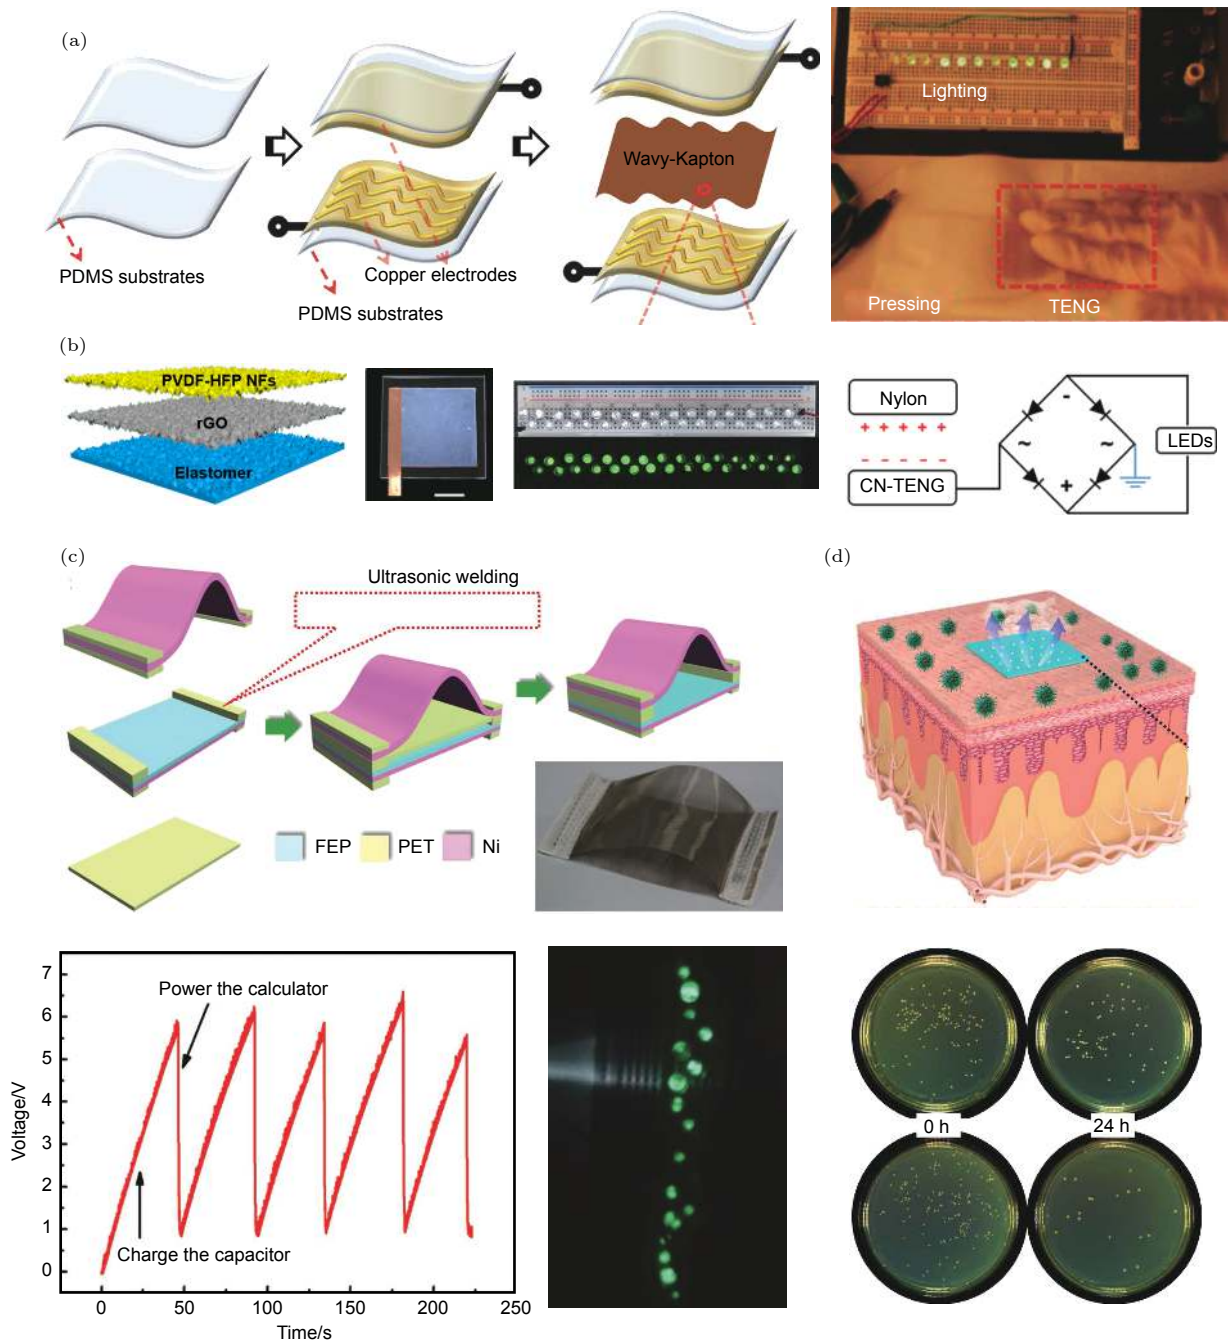 (a)
PDMS substrates
Copper electrodes
PDMS substrates
Wavy-Kapton
Lighting
Pressing
TENG
(b)
PVDF-HFP NFs
rGO
Elastomer
Nylon
+ + + + +
- - - - -
CN-TENG
~
-
~
+
LEDs
(c)
Ultrasonic welding
FEP
PET
Ni
(d)
Voltage/V
7
6
5
4
3
2
1
0
Power the calculator
Charge the capacitor
0
50
100
150
200
250
Time/s
0 h
24 h